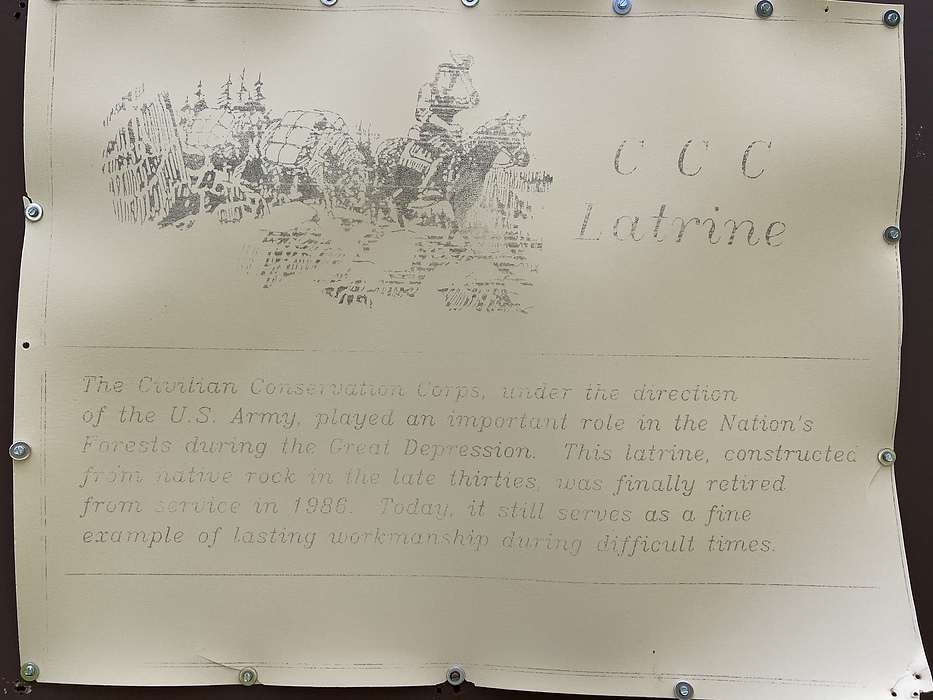 C C C
Latrine
The Civilian Conservation Corps, under the direction
of the U.S. Army, played an important role in the Nation's
Forests during the Great Depression. This latrine, constructed
from native rock in the late thirties, was finally retired
from service in 1986. Today, it still serves as a fine
example of lasting workmanship during difficult times.